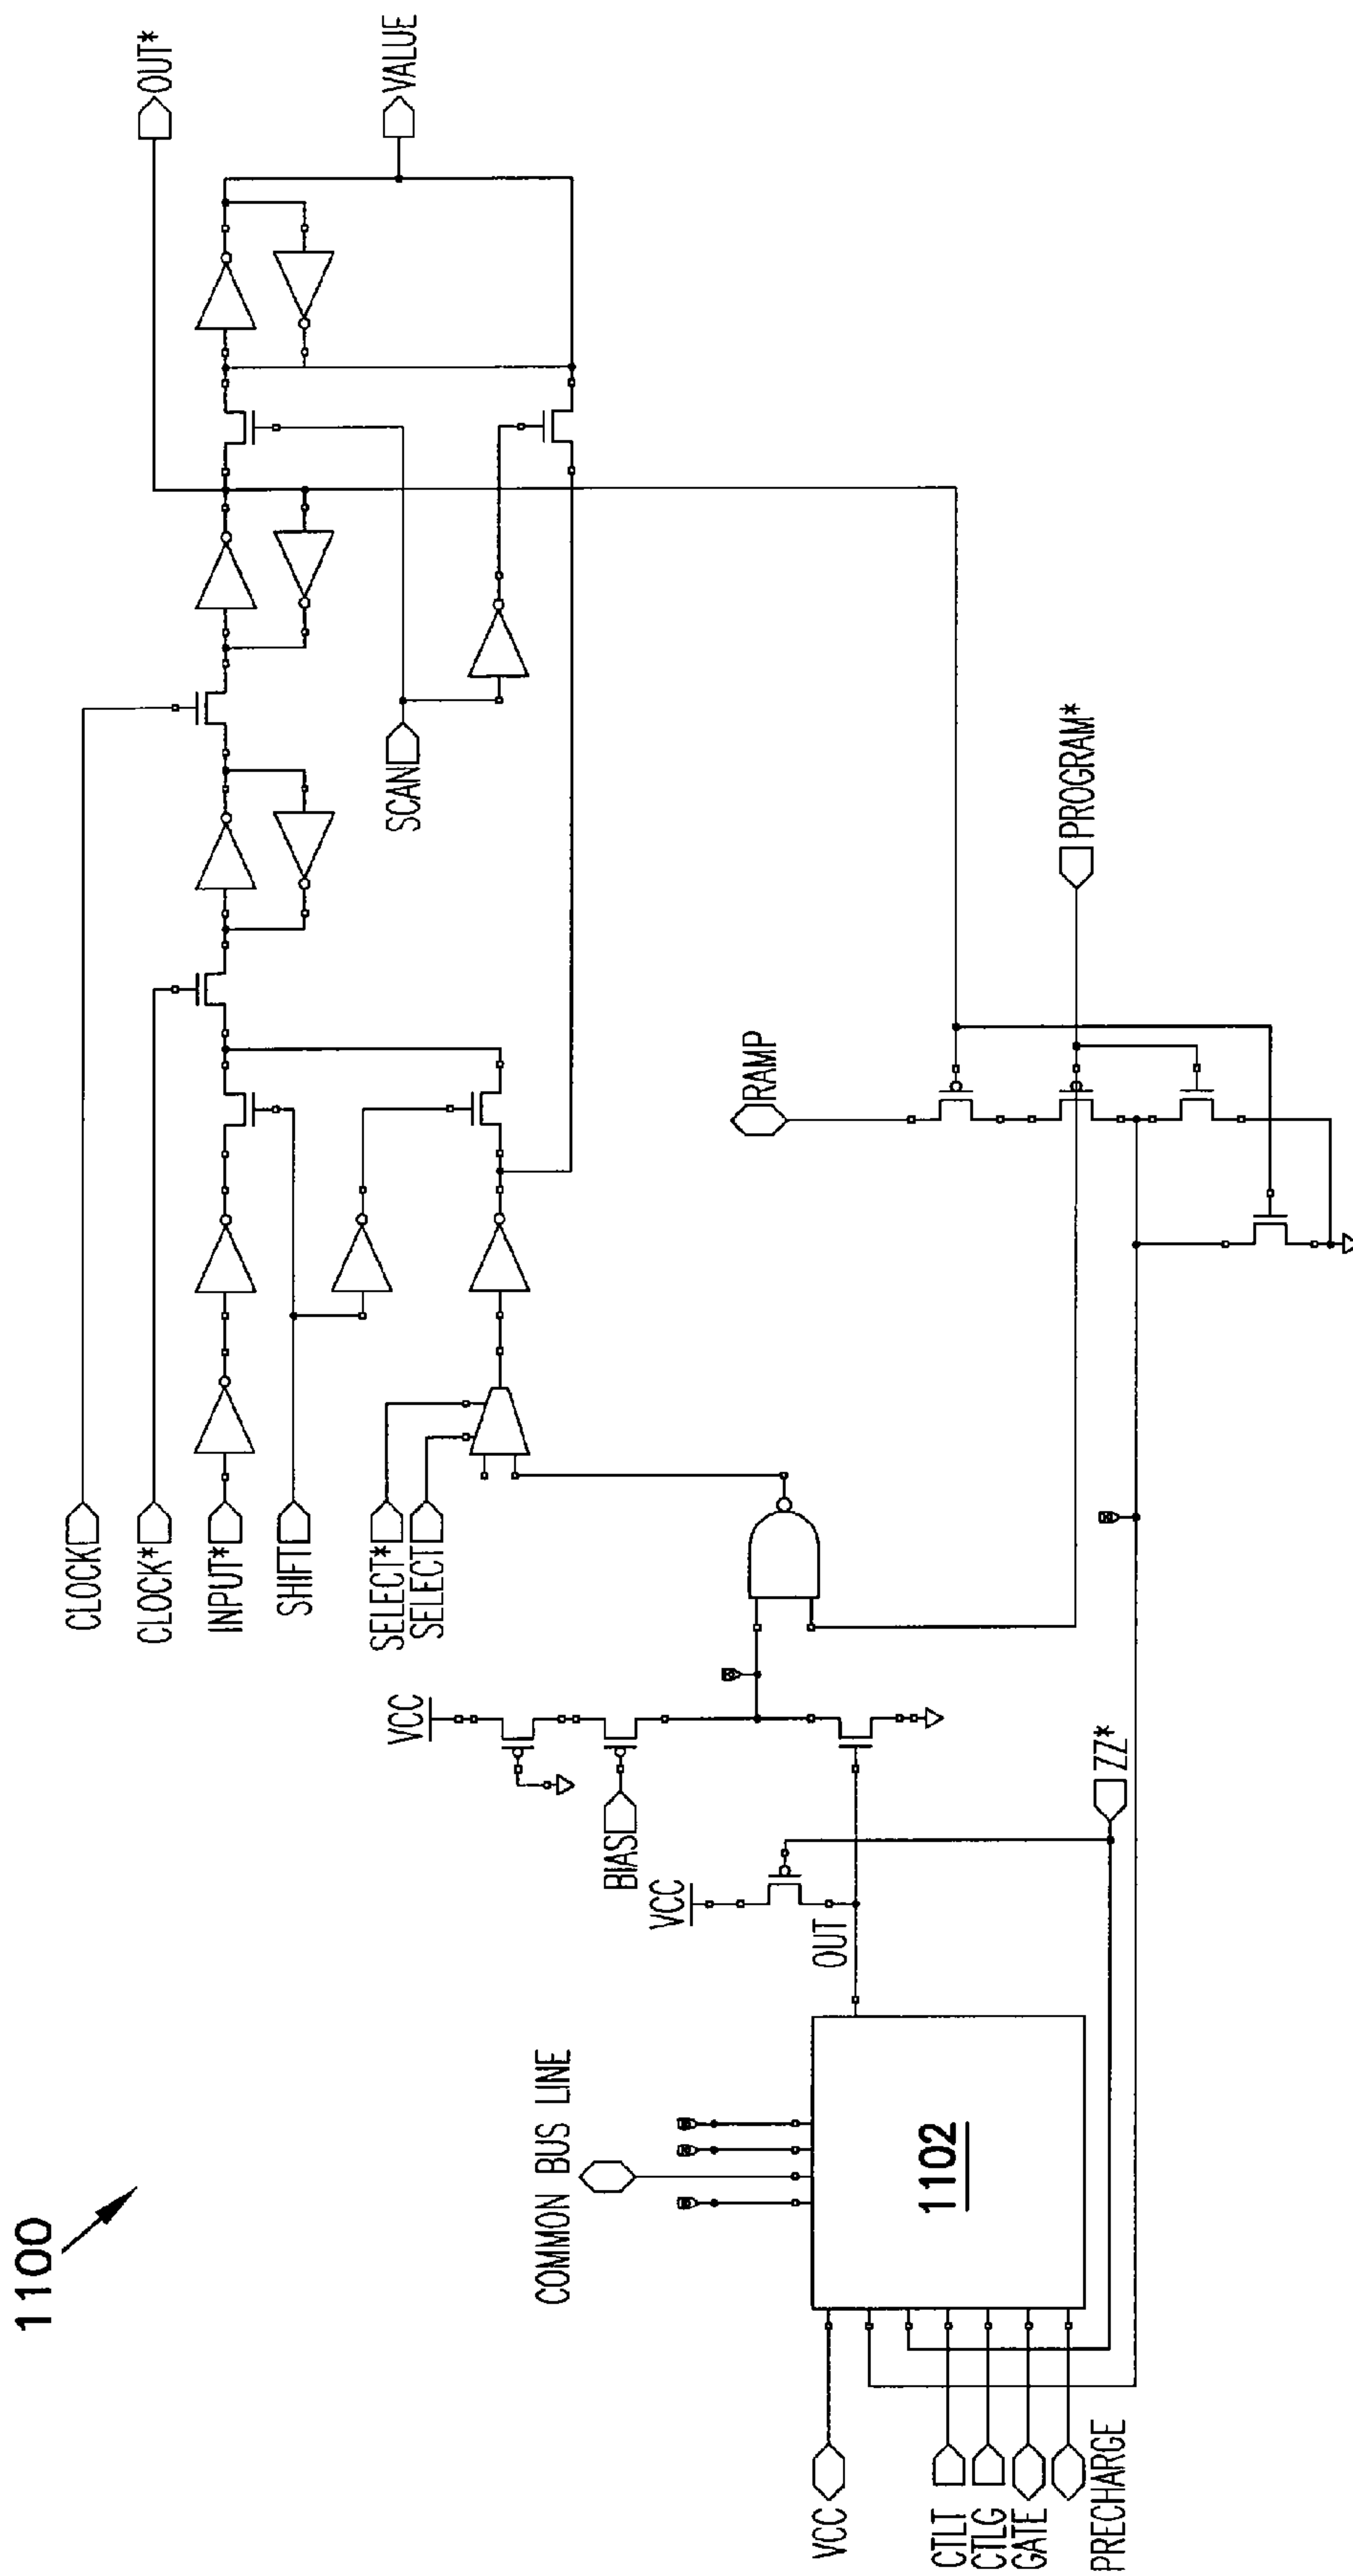 1100
CLOCK
CLOCK*
INPUT*
SHIFT
SELECT*
SELECT
OUT*
VALUE
SCAN
VCC
BIAS
VCC
OUT
COMMON BUS LINE
1102
RAMP
PROGRAM*
ZZ*
VCC
CTLT
CTLG
GATE
PRECHARGE